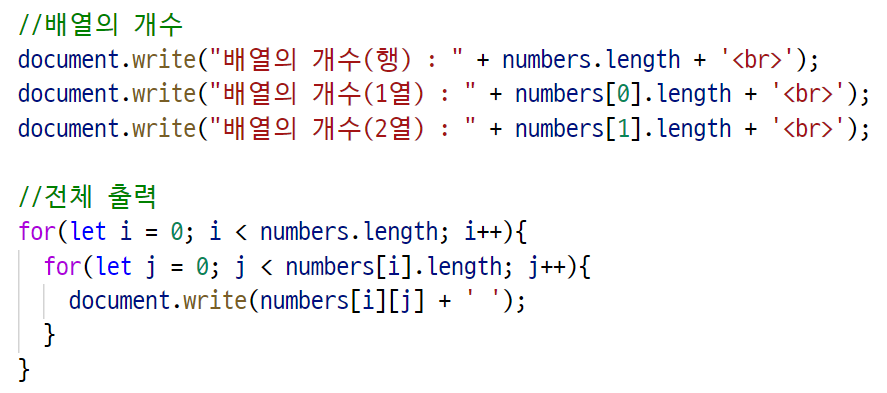 //배열의 개수
document.write("배열의 개수(행) : " + numbers.length + '<br>');
document.write("배열의 개수(1열) : " + numbers[0].length + '<br>');
document.write("배열의 개수(2열) : " + numbers[1].length + '<br>');

//전체 출력
for(let i = 0; i < numbers.length; i++){
  for(let j = 0; j < numbers[i].length; j++){
    document.write(numbers[i][j] + ' ');
  }
}